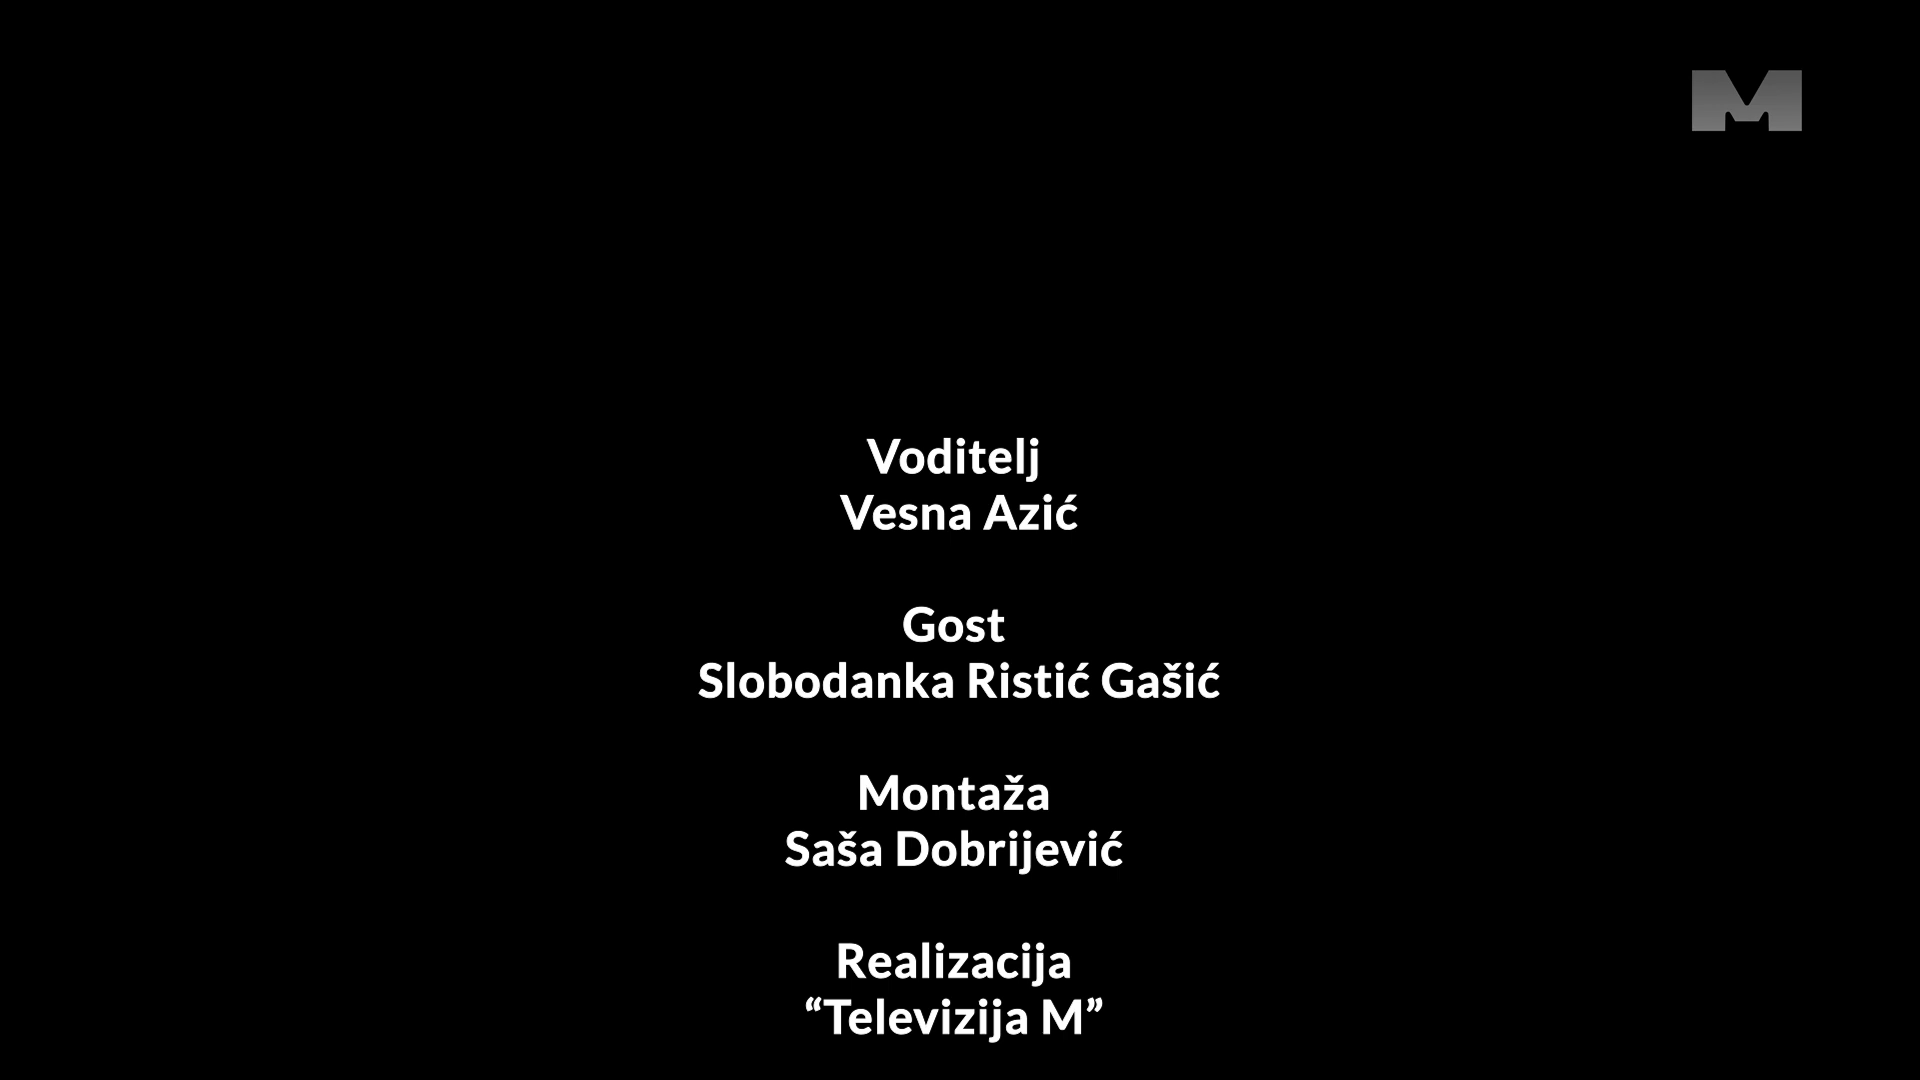 M
Voditelj
Vesna Azić
Gost
Slobodanka Ristić Gašić
Montaža
Saša Dobrijević
Realizacija
“Televizija M”